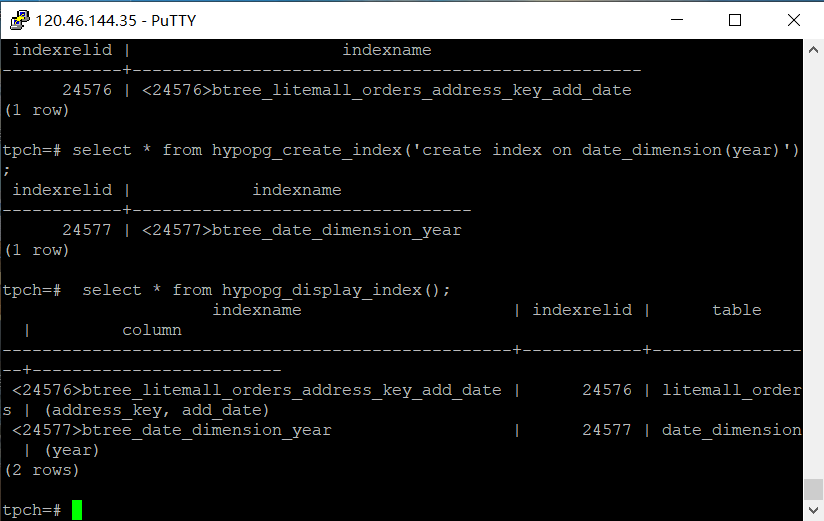 120.46.144.35 - PuTTY
 indexrelid |                     indexname
------------+---------------------------------------------------
      24576 | <24576>btree_litemall_orders_address_key_add_date
(1 row)

tpch=# select * from hypopg_create_index('create index on date_dimension(year)')
;
 indexrelid |            indexname
------------+----------------------------------
      24577 | <24577>btree_date_dimension_year
(1 row)

tpch=#  select * from hypopg_display_index();
                     indexname                     | indexrelid |      table
  |         column
---------------------------------------------------+------------+---------------
--+-------------------------
 <24576>btree_litemall_orders_address_key_add_date |      24576 | litemall_order
s | (address_key, add_date)
 <24577>btree_date_dimension_year                  |      24577 | date_dimension
  | (year)
(2 rows)

tpch=#